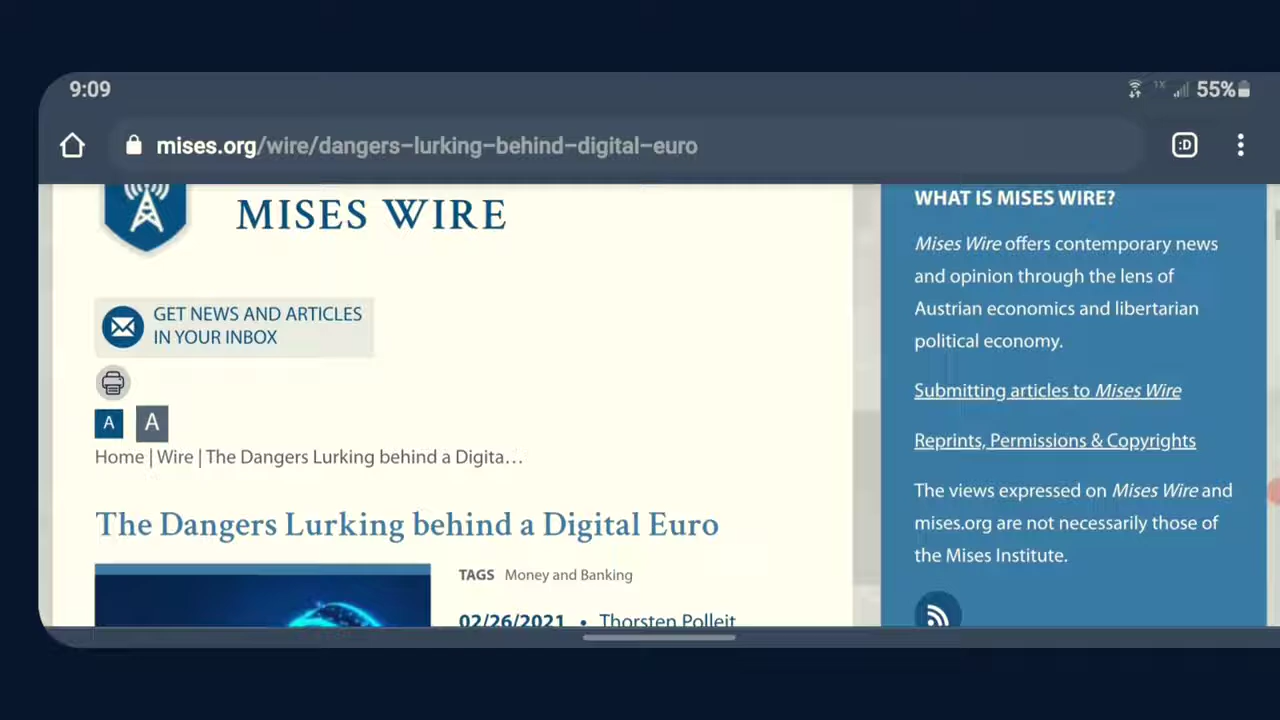 9:09
1X
55%
mises.org/wire/dangers-lurking-behind-digital-euro
:D
MISES WIRE
GET NEWS AND ARTICLES
IN YOUR INBOX
A A
Home | Wire | The Dangers Lurking behind a Digita…
The Dangers Lurking behind a Digital Euro
TAGS Money and Banking
02/26/2021 • Thorsten Polleit
WHAT IS MISES WIRE?
Mises Wire offers contemporary news
and opinion through the lens of
Austrian economics and libertarian
political economy.
Submitting articles to Mises Wire
Reprints, Permissions & Copyrights
The views expressed on Mises Wire and
mises.org are not necessarily those of
the Mises Institute.